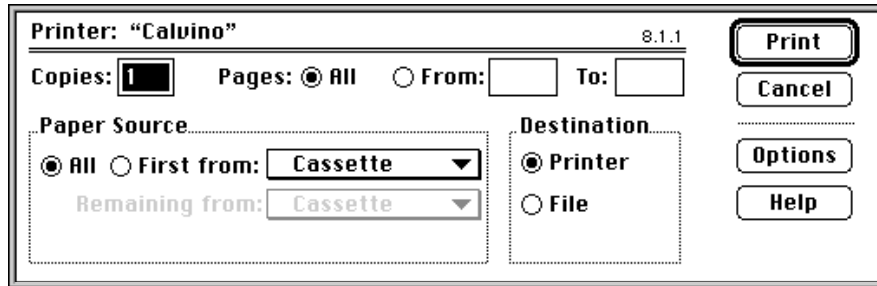 Printer: “Calvino” 8.1.1 Print
Copies: 1 Pages: All From: To: Cancel
Paper Source Destination
All First from: Cassette Printer Options
Remaining from: Cassette File Help